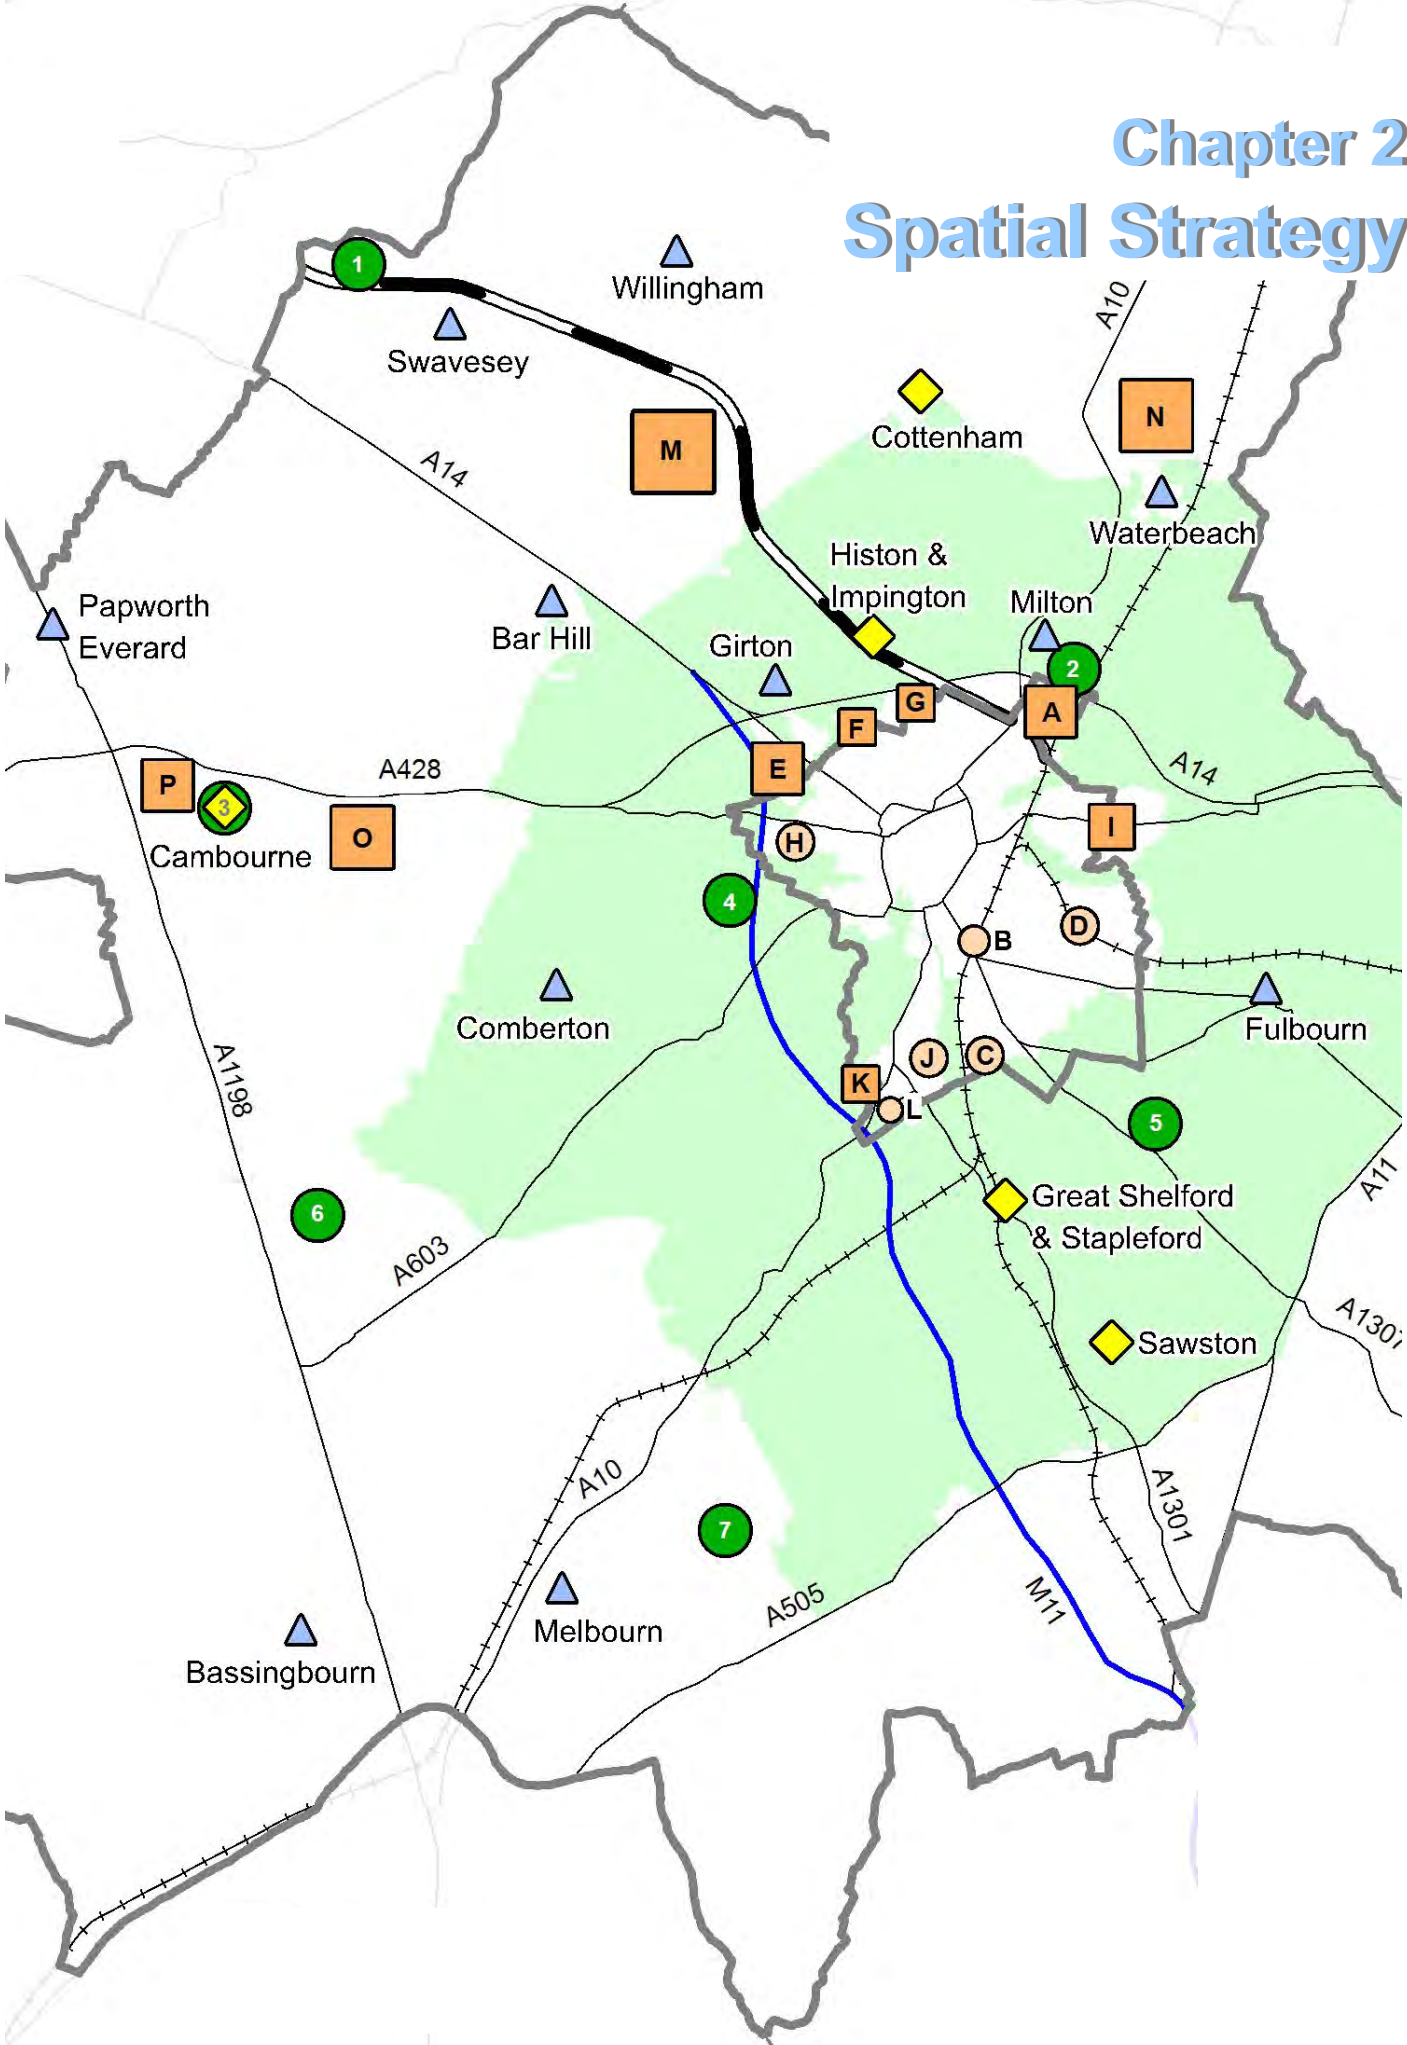 Chapter 2
Spatial Strategy
1
Willingham
Swavesey
A10
N
Cottenham
M
A14
Waterbeach
Histon &
Impington
Milton
Papworth
Everard
Bar Hill
Girton
2
G
A
F
E
A14
A428
P
3
O
I
H
Cambourne
4
D
B
Comberton
Fulbourn
J
C
K
L
A1198
5
A11
6
Great Shelford
& Stapleford
A603
A1307
Sawston
A10
A1301
7
M11
A505
Melbourn
Bassingbourn